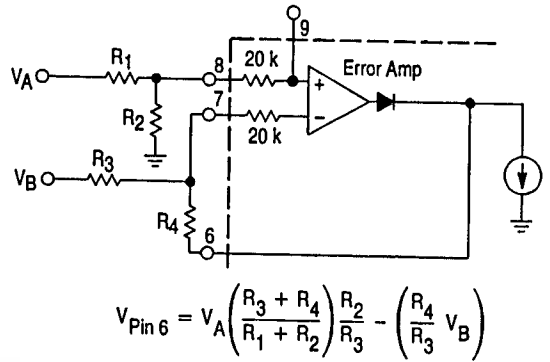 9
R1
8
20 k
Error Amp
VA
+
7
R2
20 k
−
R3
VB
R4
6
V Pin 6 = VA ( (R3 + R4) / (R1 + R2) ) R2 / R3 − ( R4 / R3 VB )